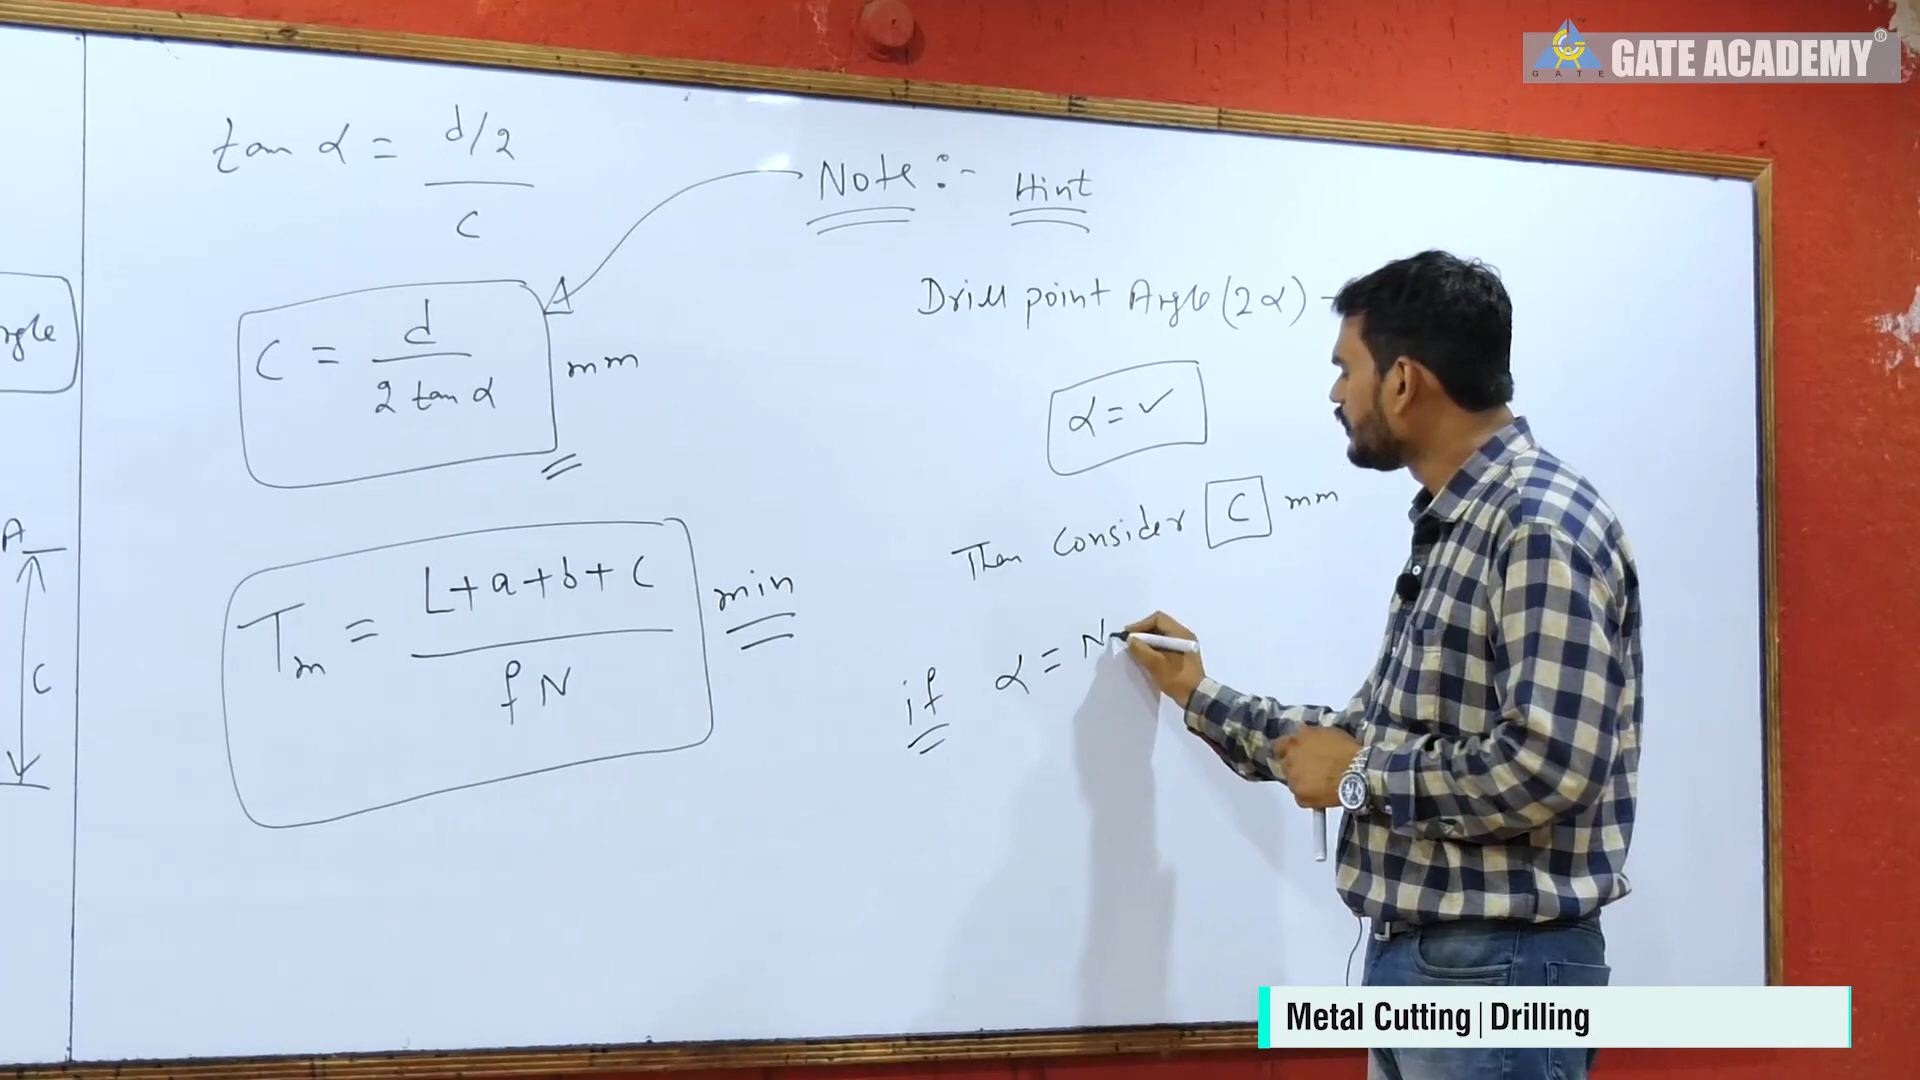 GATE
GATE ACADEMY®
tan α = d/2
C
C = d
2 tan α
mm
A
C
Tm = L+a+b+C
fN
min
Note :- Hint
Drill point Angle (2α) -
α = ✓
Then Consider C mm
if α = N
Metal Cutting | Drilling